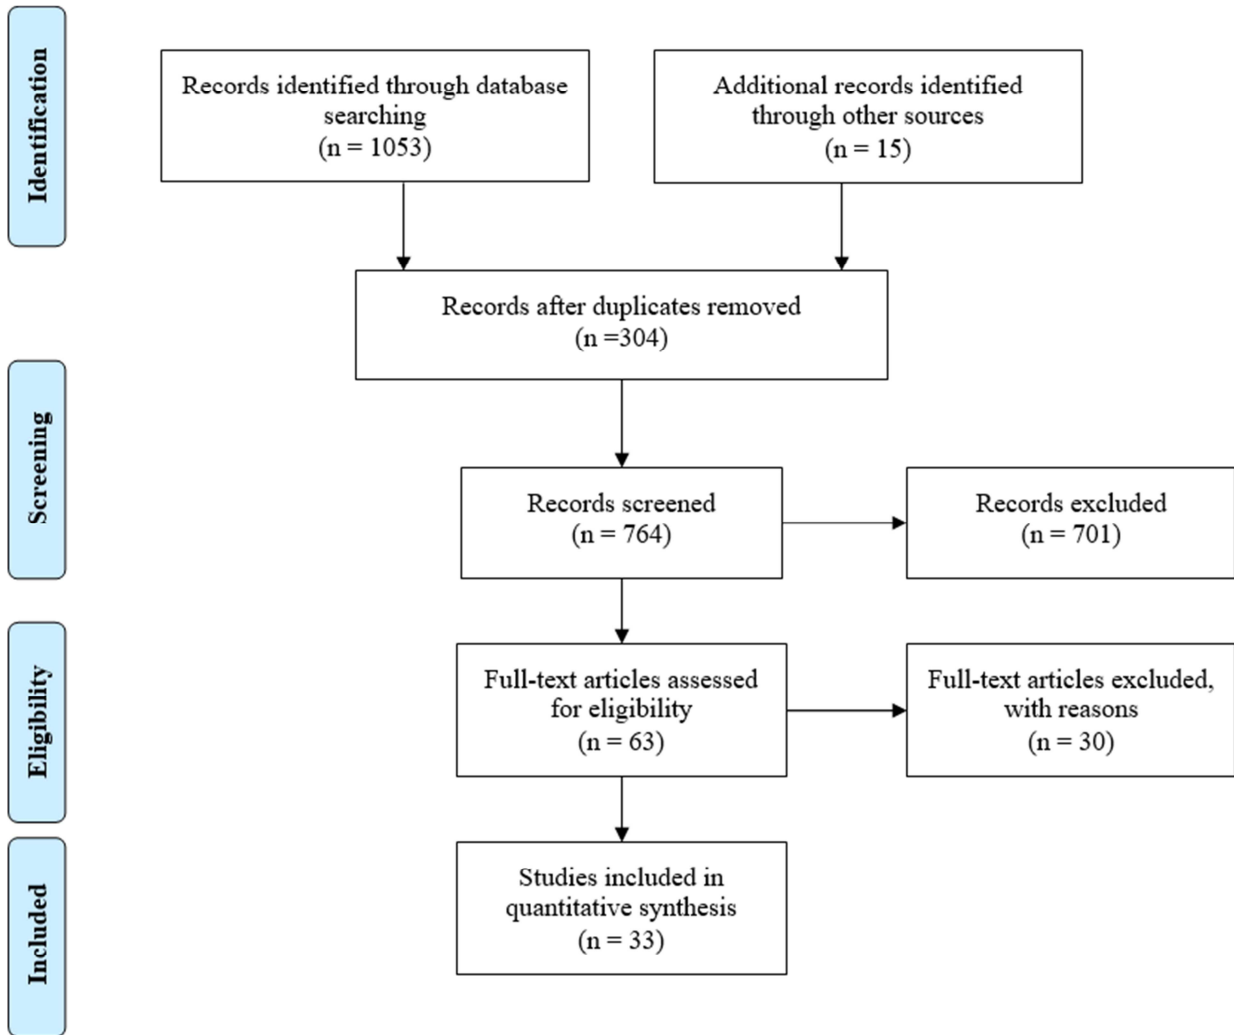 Identification
Records identified through database
searching
(n = 1053)
Additional records identified
through other sources
(n = 15)
Records after duplicates removed
(n =304)
Screening
Records screened
(n = 764)
Records excluded
(n = 701)
Eligibility
Full-text articles assessed
for eligibility
(n = 63)
Full-text articles excluded,
with reasons
(n = 30)
Included
Studies included in
quantitative synthesis
(n = 33)